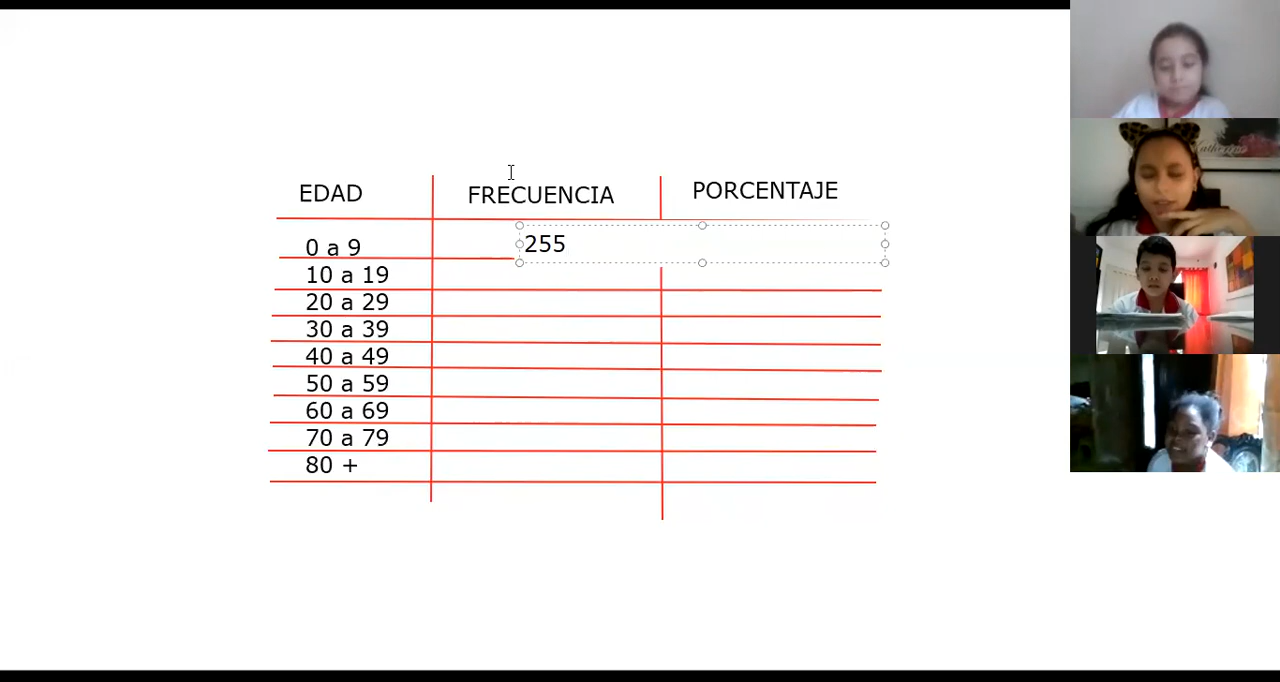 EDAD FRECUENCIA PORCENTAJE
0 a 9 255
10 a 19
20 a 29
30 a 39
40 a 49
50 a 59
60 a 69
70 a 79
80 +
Katherine